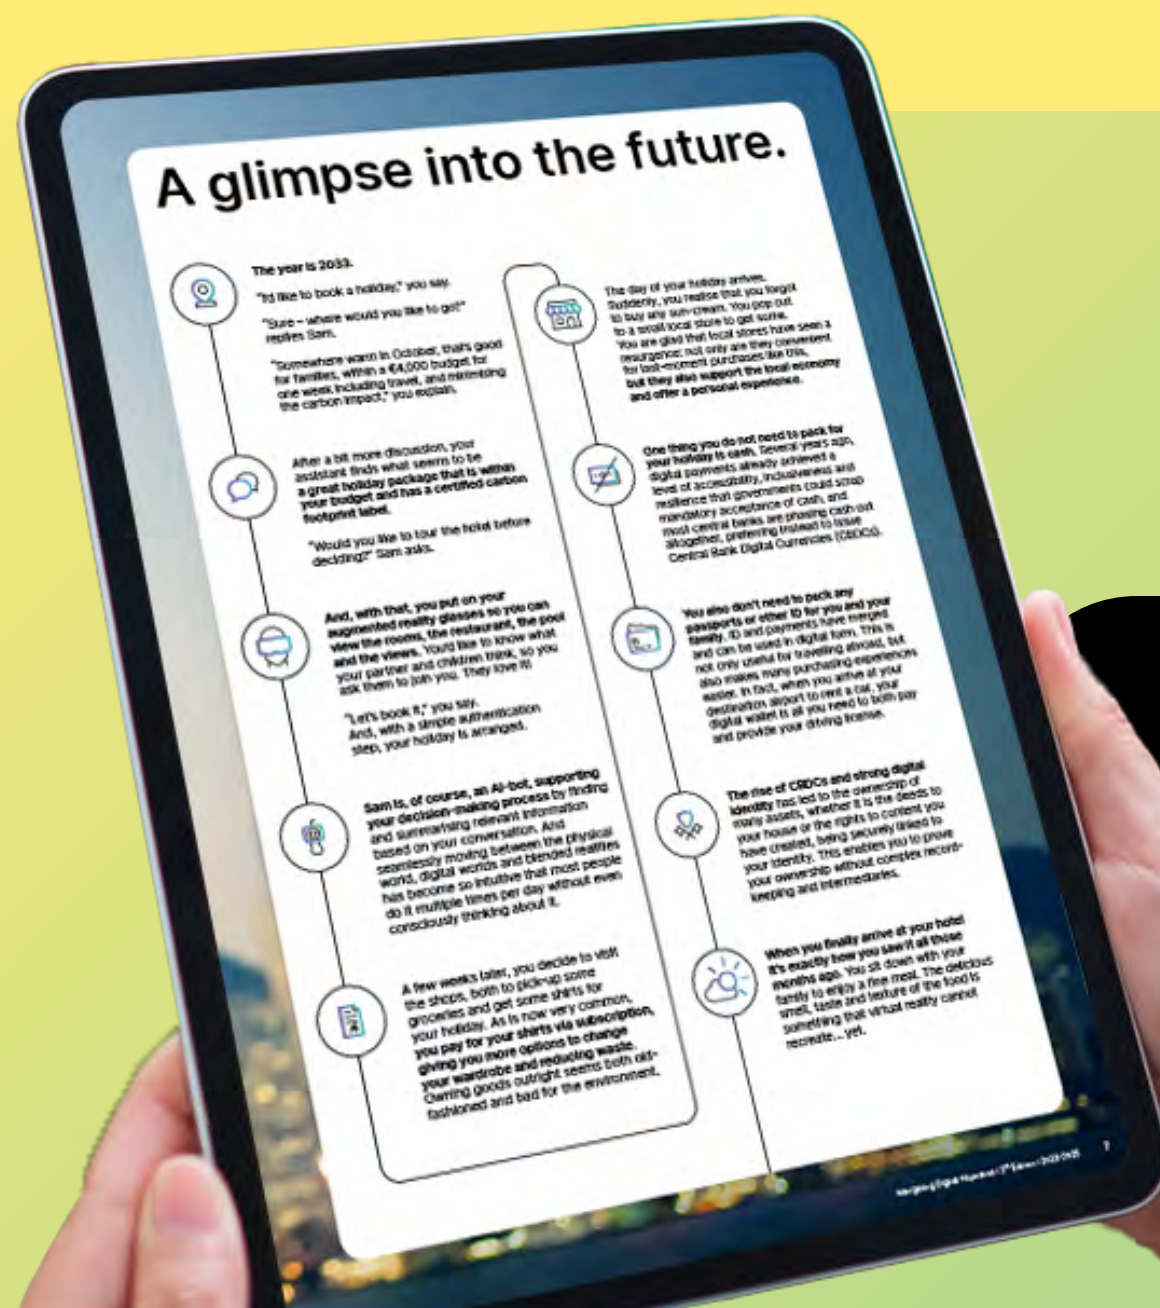 A glimpse into the future.
The year is 2033.
"I'd like to book a holiday," you say.
"Sure – where would you like to go?"
replies Sam.
"Somewhere warm in October, that's good
for families, within a €4,000 budget for
one week including travel, and minimising
the carbon impact," you explain.
After a bit more discussion, your
assistant finds what seems to be
a great holiday package that is within
your budget and has a certified carbon
footprint label.
"Would you like to tour the hotel before
deciding?" Sam asks.
And, with that, you put on your
augmented reality glasses so you can
view the rooms, the restaurant, the pool
and the views. You'd like to know what
your partner and children think, so you
ask them to join you. They love it!
"Let's book it," you say.
And, with a simple authentication
step, your holiday is arranged.
Sam is, of course, an AI-bot, supporting
your decision-making process by finding
and summarising relevant information
based on your conversation. And
seamlessly moving between the physical
world, digital worlds and blended realities
has become so intuitive that most people
do it multiple times per day without even
consciously thinking about it.
A few weeks later, you decide to visit
the shops, both to pick-up some
groceries and get some shirts for
your holiday. As is now very common,
you pay for your shirts via subscription,
giving you more options to change
your wardrobe and reducing waste.
Owning goods outright seems both old-
fashioned and bad for the environment.
The day of your holiday arrives.
Suddenly, you realise that you forgot
to buy any sun-cream. You pop out
to a small local store to get some.
You are glad that local stores have seen a
resurgence; not only are they convenient
for last-moment purchases like this,
but they also support the local economy
and offer a personal experience.
One thing you do not need to pack for
your holiday is cash. Several years ago,
digital payments already achieved a
level of accessibility, inclusiveness and
resilience that governments could scrap
mandatory acceptance of cash, and
most central banks are phasing cash out
altogether, preferring instead to issue
Central Bank Digital Currencies (CBDCs).
You also don't need to pack any
passports or other ID for you and your
family. ID and payments have merged
and can be used in digital form. This is
not only useful for travelling abroad, but
also makes many purchasing experiences
easier. In fact, when you arrive at your
destination airport to rent a car, your
digital wallet is all you need to both pay
and provide your driving license.
The rise of CBDCs and strong digital
identity has led to the ownership of
many assets, whether it is the deeds to
your house or the rights to content you
have created, being securely linked to
your identity. This enables you to prove
your ownership without complex record-
keeping and intermediaries.
When you finally arrive at your hotel
it's exactly how you saw it all those
months ago. You sit down with your
family to enjoy a fine meal. The delicious
smell, taste and texture of the food is
something that virtual reality cannot
recreate... yet.
7